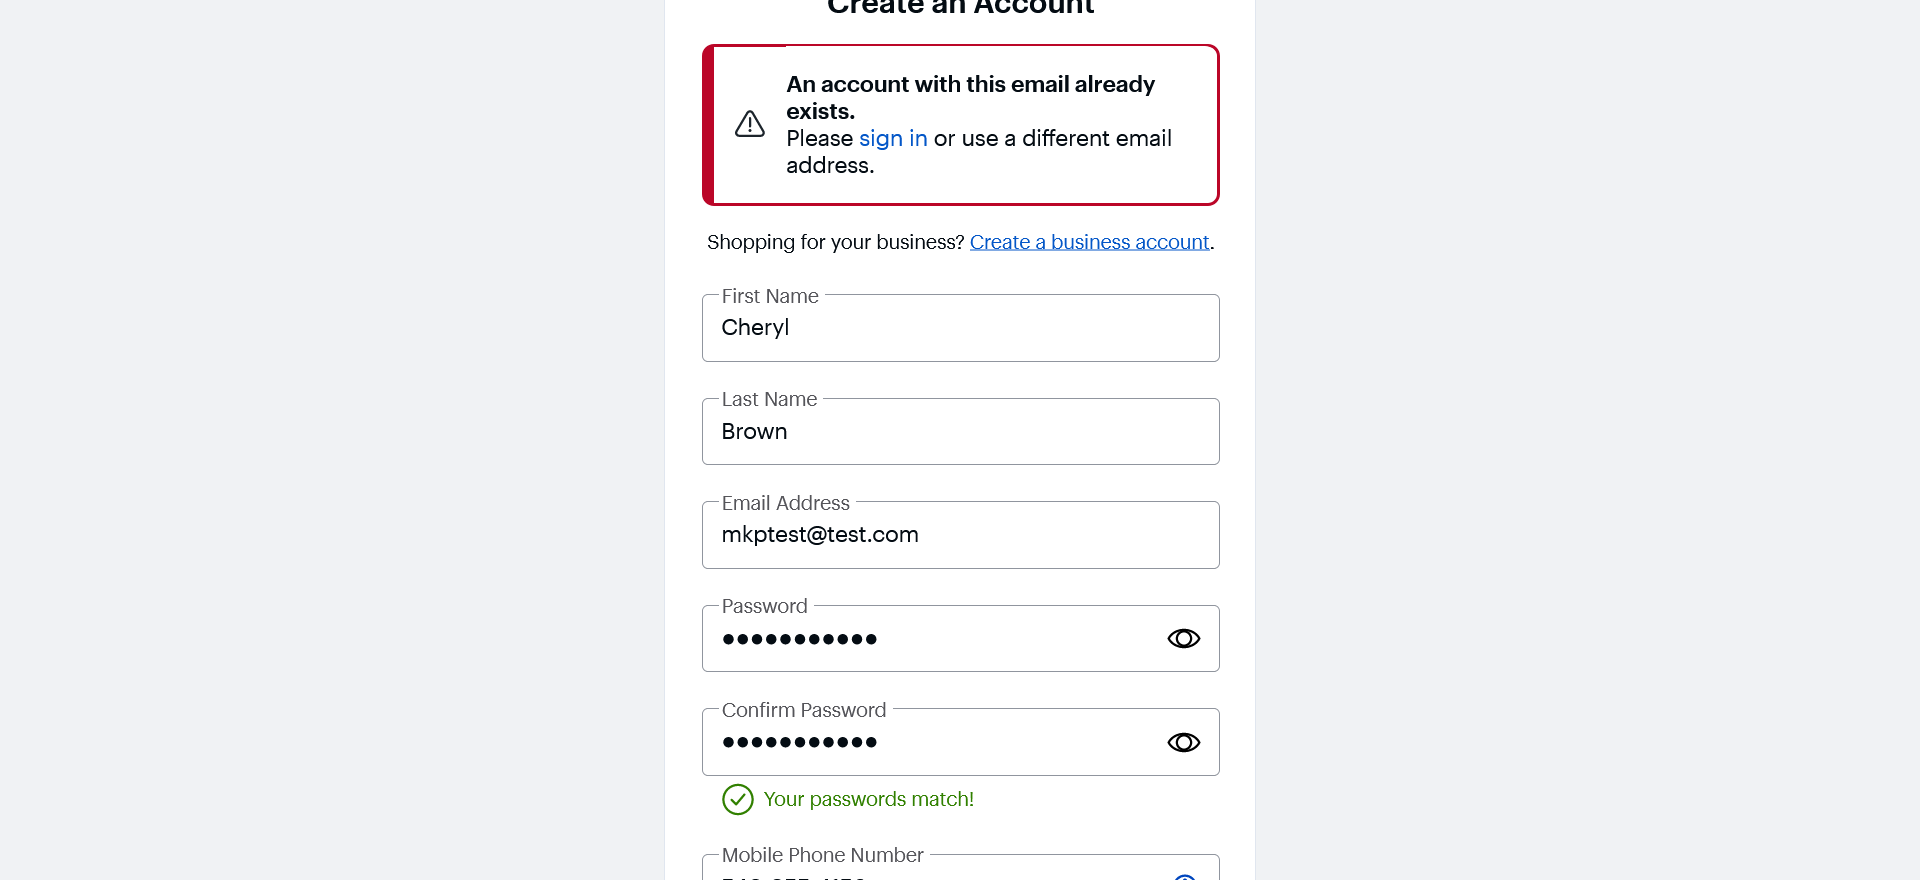 Create an Account
An account with this email already
exists.
Please sign in or use a different email
address.
Shopping for your business? Create a business account.
First Name
Cheryl
Last Name
Brown
Email Address
mkptest@test.com
Password
●●●●●●●●●●●
Confirm Password
●●●●●●●●●●●
Your passwords match!
Mobile Phone Number